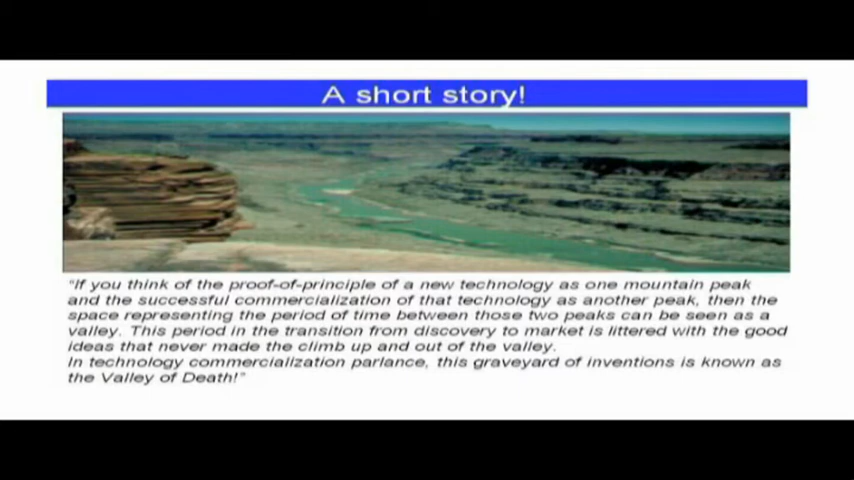 A short story!
"If you think of the proof-of-principle of a new technology as one mountain peak
and the successful commercialization of that technology as another peak, then the
space representing the period of time between those two peaks can be seen as a
valley. This period in the transition from discovery to market is littered with the good
ideas that never made the climb up and out of the valley.
In technology commercialization parlance, this graveyard of inventions is known as
the Valley of Death!"